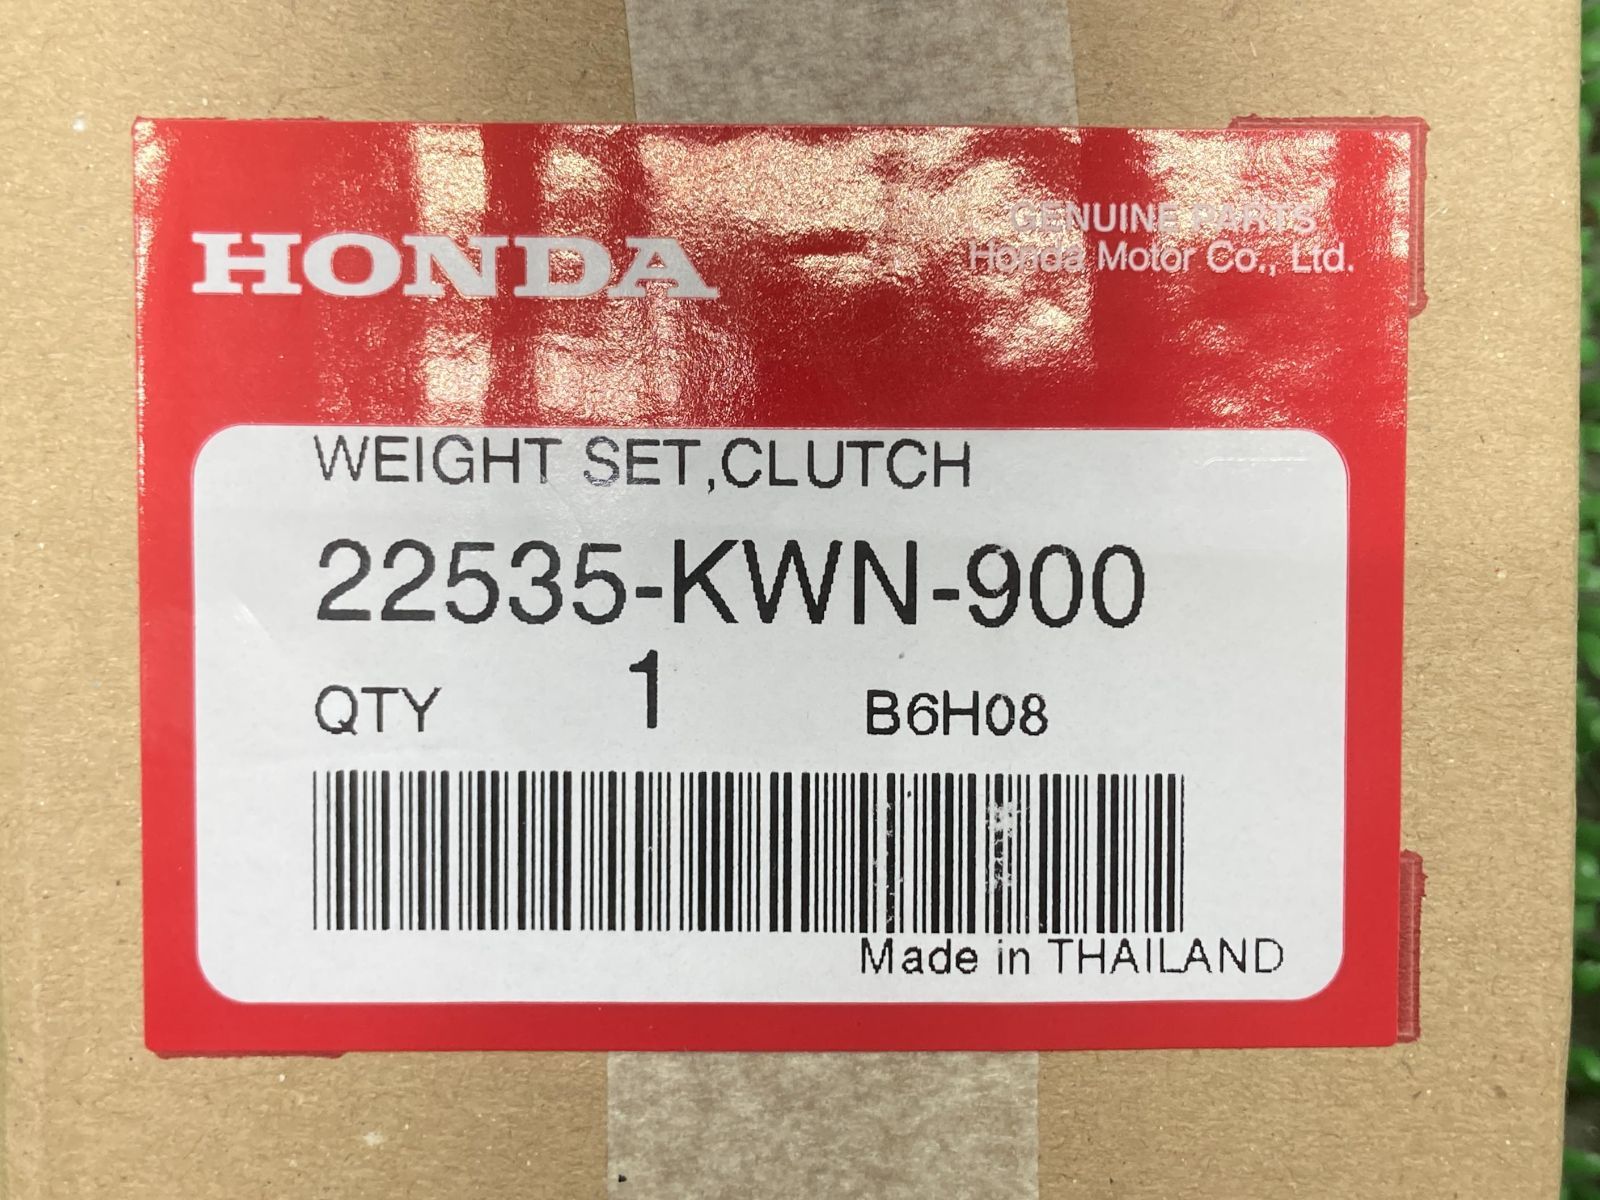 HONDA
GENUINE PARTS
Honda Motor Co., Ltd.
WEIGHT SET,CLUTCH
22535-KWN-900
QTY 1 B6H08
Made in THAILAND